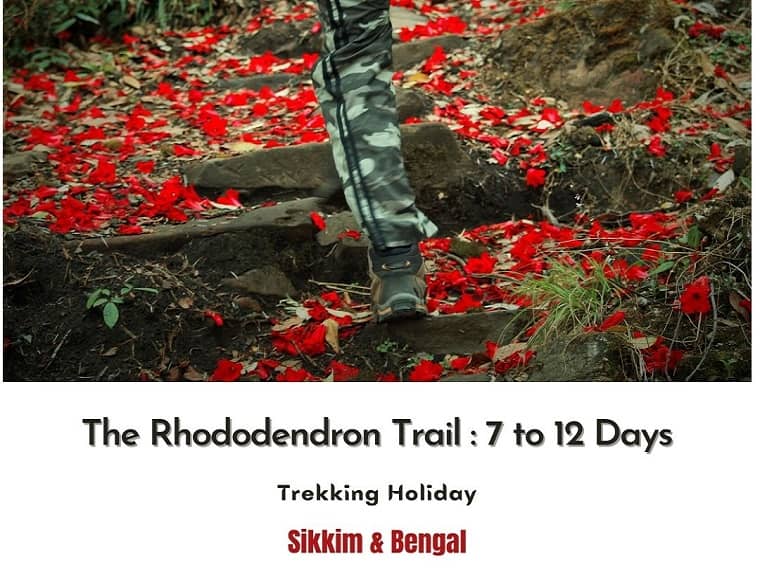 The Rhododendron Trail : 7 to 12 Days
Trekking Holiday
Sikkim & Bengal